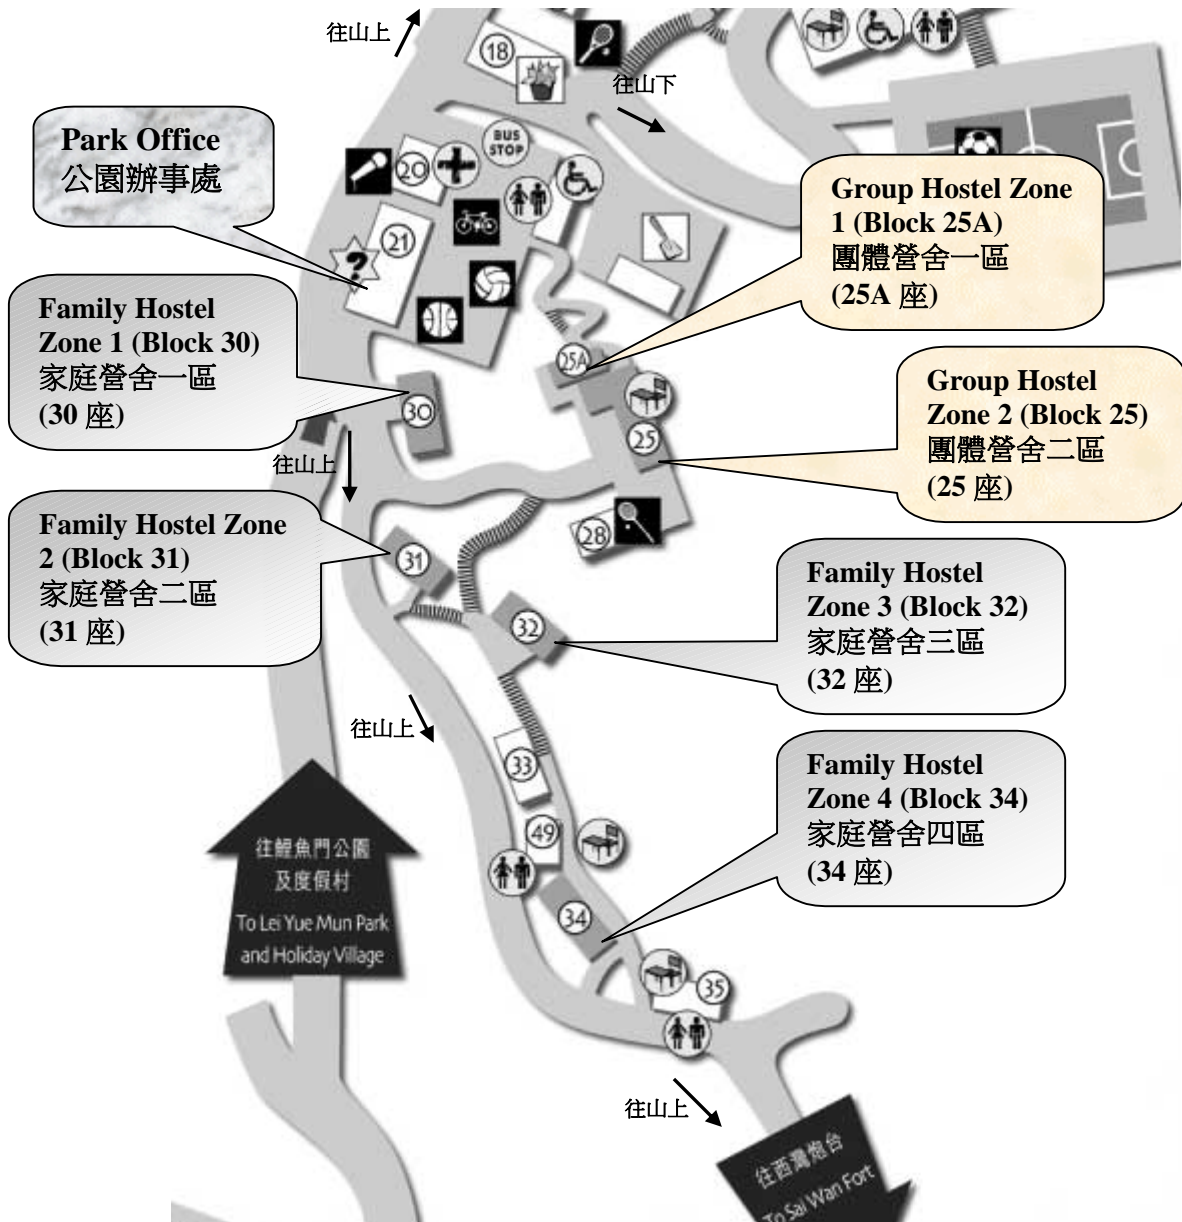 往山上
18
往山下
Park Office
公園辦事處
BUS
STOP
20
21
?
Group Hostel Zone
1 (Block 25A)
團體營舍一區
(25A 座)
Family Hostel
Zone 1 (Block 30)
家庭營舍一區
(30 座)
25A
30
25
Group Hostel
Zone 2 (Block 25)
團體營舍二區
(25 座)
往山上
Family Hostel Zone
2 (Block 31)
家庭營舍二區
(31 座)
28
31
32
Family Hostel
Zone 3 (Block 32)
家庭營舍三區
(32 座)
往山上
33
49
34
Family Hostel
Zone 4 (Block 34)
家庭營舍四區
(34 座)
往鯉魚門公園
及度假村
To Lei Yue Mun Park
and Holiday Village
35
往山上
往西灣炮台
To Sai Wan Fort